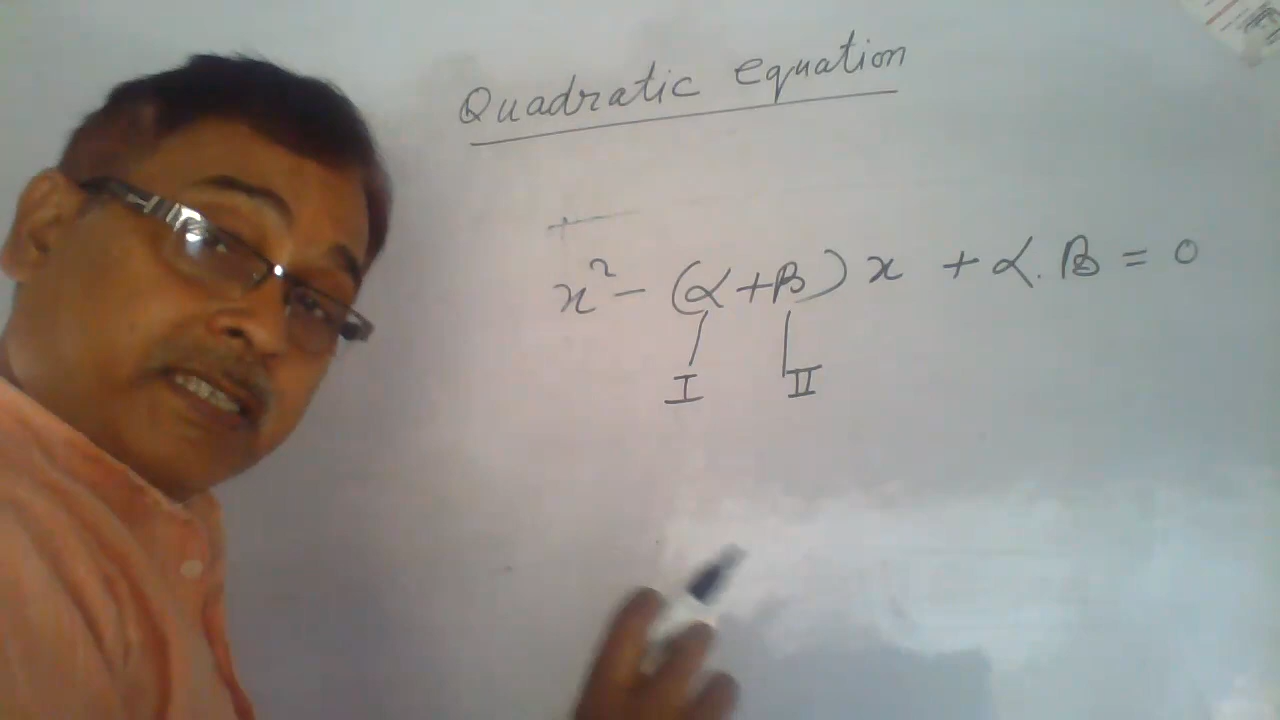 Quadratic equation
x² - (α + β) x + α . β = 0
I II